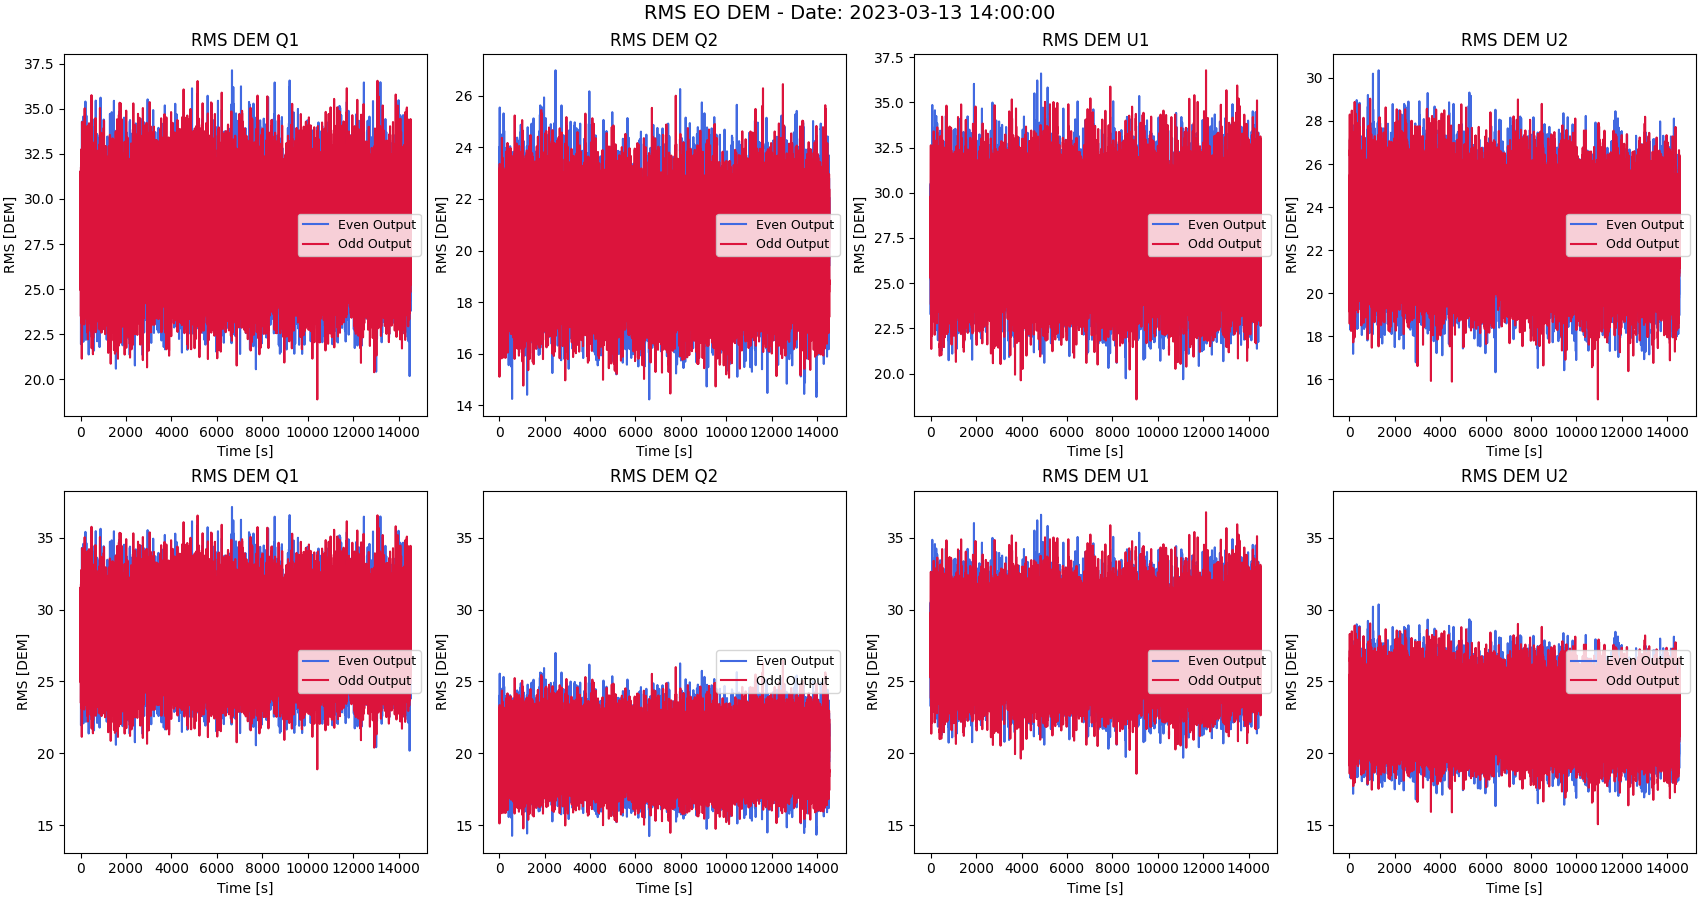 RMS EO DEM - Date: 2023-03-13 14:00:00
RMS DEM Q1
RMS [DEM]
37.5
35.0
32.5
30.0
27.5
25.0
22.5
20.0
Even Output
Odd Output
0 2000 4000 6000 8000 10000 12000 14000
Time [s]
RMS DEM Q2
RMS [DEM]
26
24
22
20
18
16
14
Even Output
Odd Output
0 2000 4000 6000 8000 10000 12000 14000
Time [s]
RMS DEM U1
RMS [DEM]
37.5
35.0
32.5
30.0
27.5
25.0
22.5
20.0
Even Output
Odd Output
0 2000 4000 6000 8000 10000 12000 14000
Time [s]
RMS DEM U2
RMS [DEM]
30
28
26
24
22
20
18
16
Even Output
Odd Output
0 2000 4000 6000 8000 10000 12000 14000
Time [s]
RMS DEM Q1
RMS [DEM]
35
30
25
20
15
Even Output
Odd Output
0 2000 4000 6000 8000 10000 12000 14000
Time [s]
RMS DEM Q2
RMS [DEM]
35
30
25
20
15
Even Output
Odd Output
0 2000 4000 6000 8000 10000 12000 14000
Time [s]
RMS DEM U1
RMS [DEM]
35
30
25
20
15
Even Output
Odd Output
0 2000 4000 6000 8000 10000 12000 14000
Time [s]
RMS DEM U2
RMS [DEM]
35
30
25
20
15
Even Output
Odd Output
0 2000 4000 6000 8000 10000 12000 14000
Time [s]